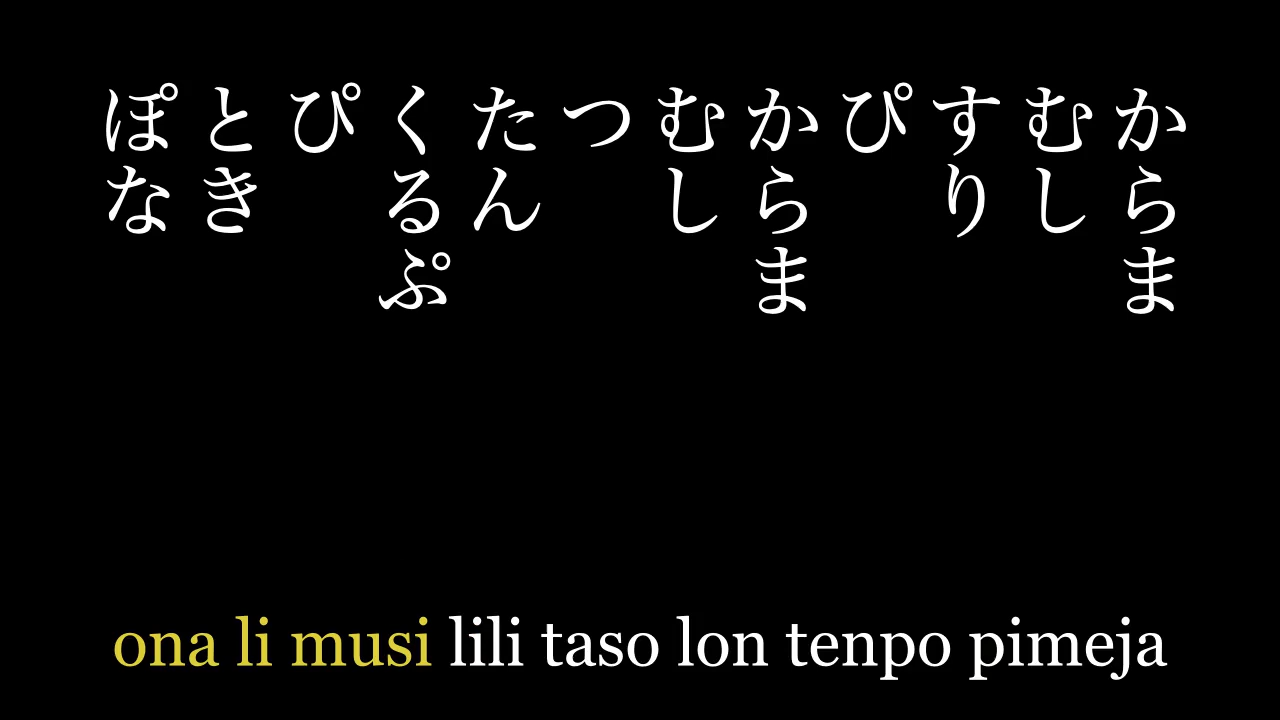 からま
むし
すり
ぴ
からま
むし
つ
たん
くるぷ
ぴ
とき
ぽな
ona li musi lili taso lon tenpo pimeja